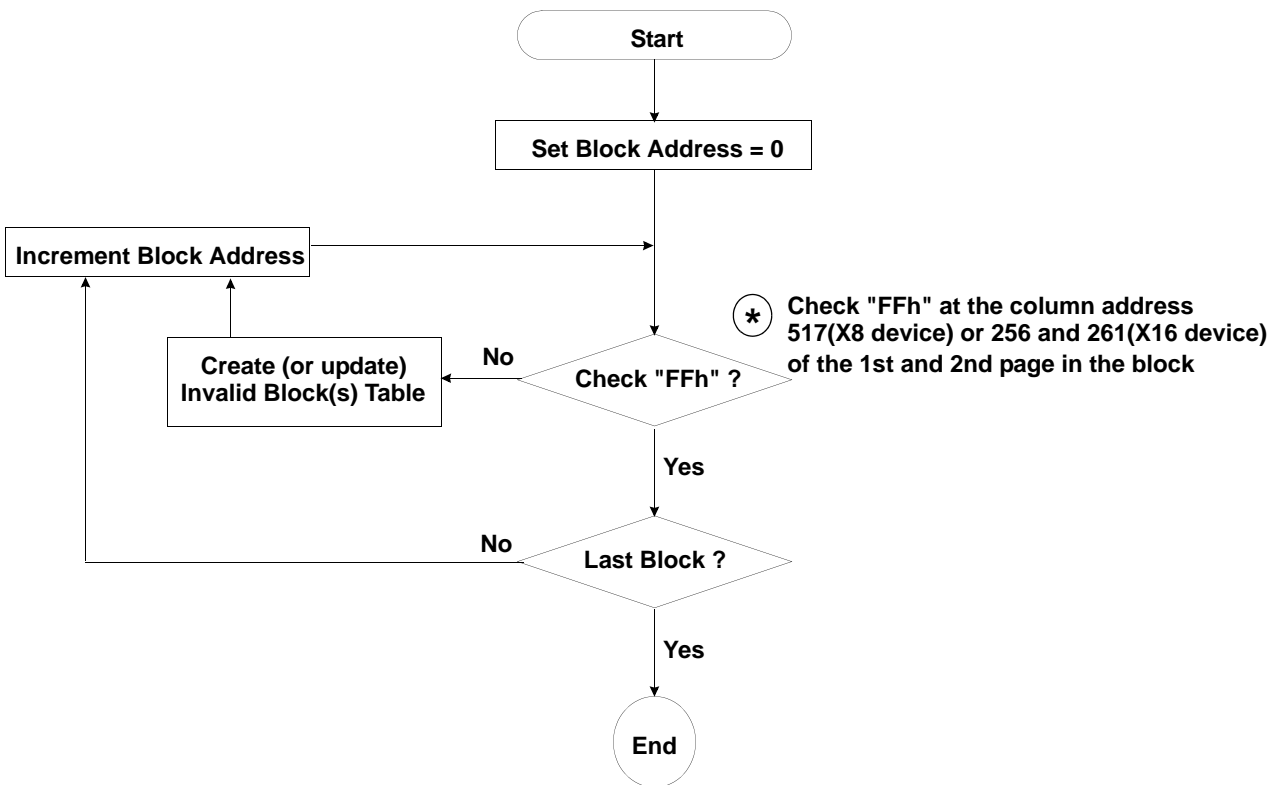 Start
Set Block Address = 0
Increment Block Address
* Check "FFh" at the column address
517(X8 device) or 256 and 261(X16 device)
of the 1st and 2nd page in the block
Create (or update)
Invalid Block(s) Table
No
Check "FFh" ?
Yes
No
Last Block ?
Yes
End